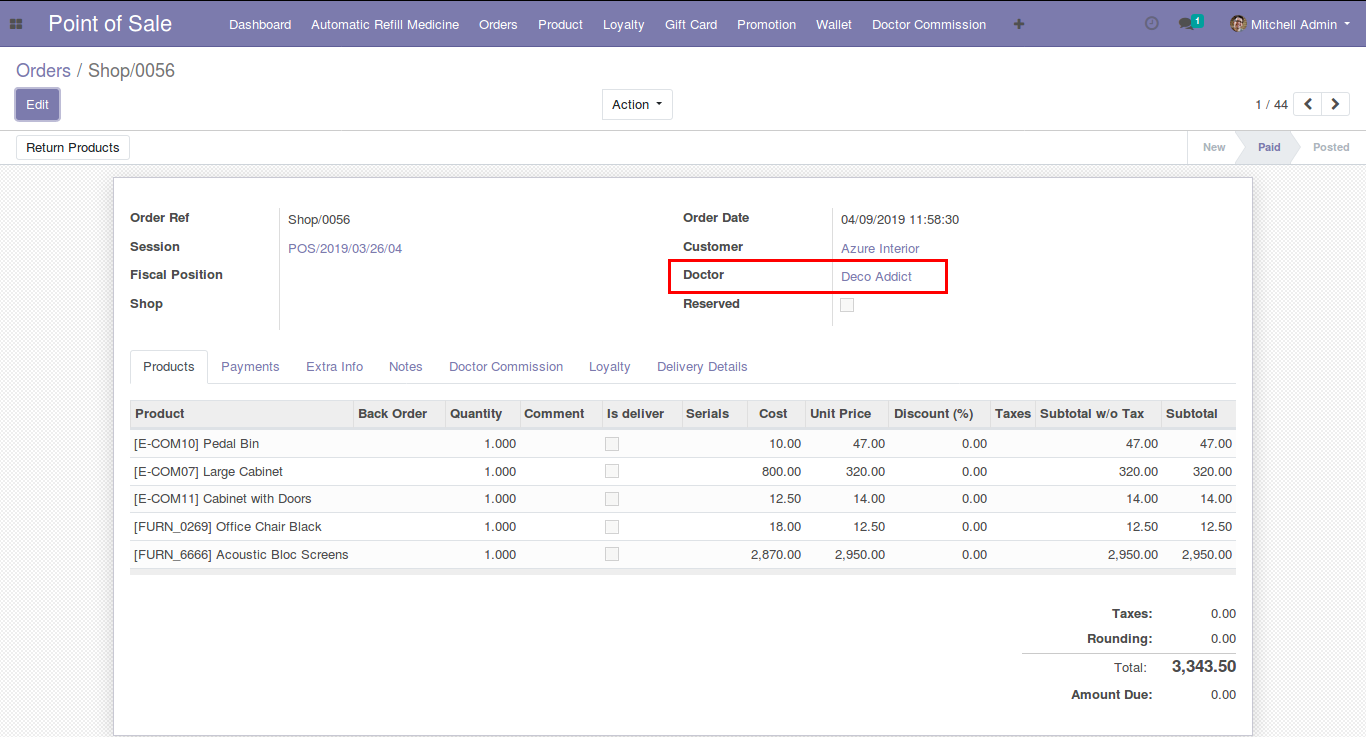 Point of Sale Dashboard Automatic Refill Medicine Orders Product Loyalty Gift Card Promotion Wallet Doctor Commission 1 Mitchell Admin
Orders / Shop/0056
Edit Action 1 / 44
Return Products New Paid Posted
Order Ref Shop/0056 Order Date 04/09/2019 11:58:30
Session POS/2019/03/26/04 Customer Azure Interior
Fiscal Position Doctor Deco Addict
Shop Reserved
Products Payments Extra Info Notes Doctor Commission Loyalty Delivery Details
Product Back Order Quantity Comment Is deliver Serials Cost Unit Price Discount (%) Taxes Subtotal w/o Tax Subtotal
[E-COM10] Pedal Bin 1.000 10.00 47.00 0.00 47.00 47.00
[E-COM07] Large Cabinet 1.000 800.00 320.00 0.00 320.00 320.00
[E-COM11] Cabinet with Doors 1.000 12.50 14.00 0.00 14.00 14.00
[FURN_0269] Office Chair Black 1.000 18.00 12.50 0.00 12.50 12.50
[FURN_6666] Acoustic Bloc Screens 1.000 2,870.00 2,950.00 0.00 2,950.00 2,950.00
Taxes: 0.00
Rounding: 0.00
Total: 3,343.50
Amount Due: 0.00